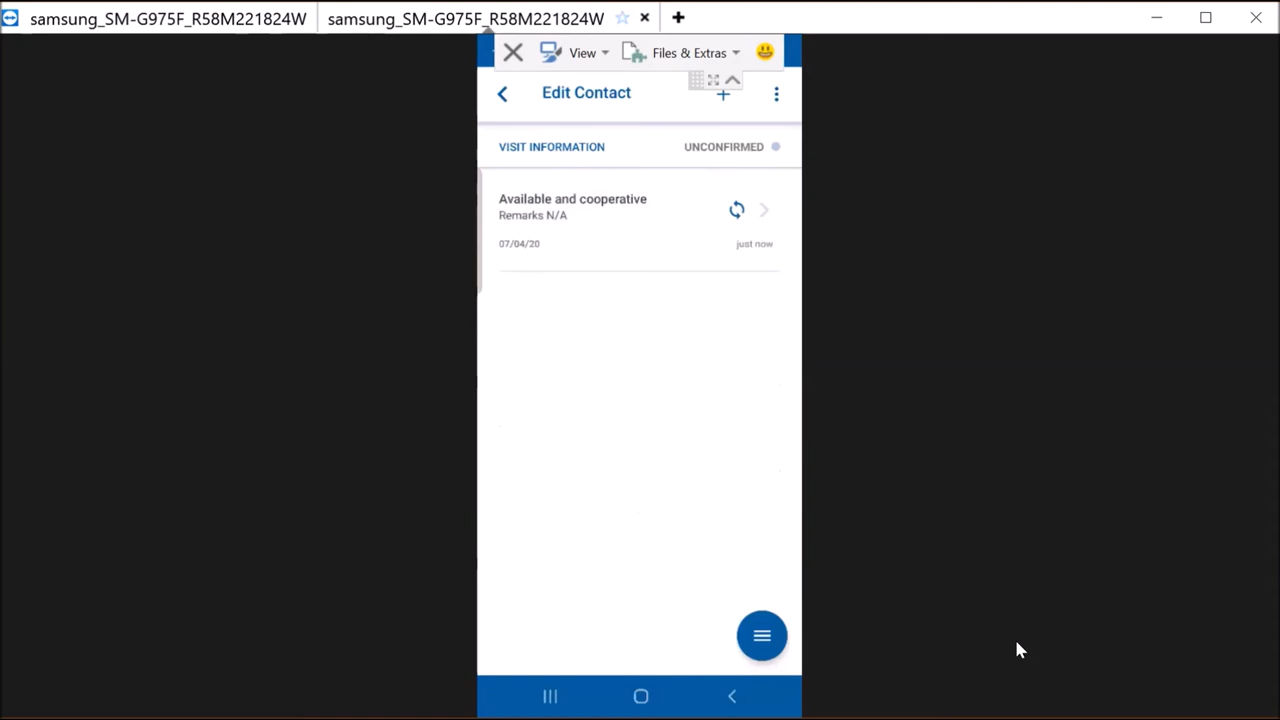 samsung_SM-G975F_R58M221824W samsung_SM-G975F_R58M221824W
View Files & Extras
Edit Contact
VISIT INFORMATION UNCONFIRMED
Available and cooperative
Remarks N/A
07/04/20 just now